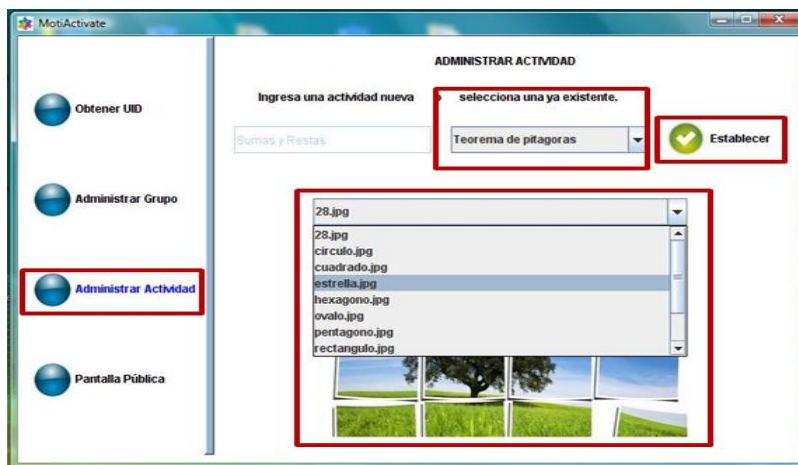 MotiActivate
ADMINISTRAR ACTIVIDAD
Ingresa una actividad nueva o selecciona una ya existente.
Obtener UID
Sumas y Restas
Teorema de pitagoras
Establecer
Administrar Grupo
28.jpg
28.jpg
circulo.jpg
cuadrado.jpg
estrella.jpg
Administrar Actividad
hexagono.jpg
ovalo.jpg
pentagono.jpg
rectangulo.jpg
Pantalla Pública